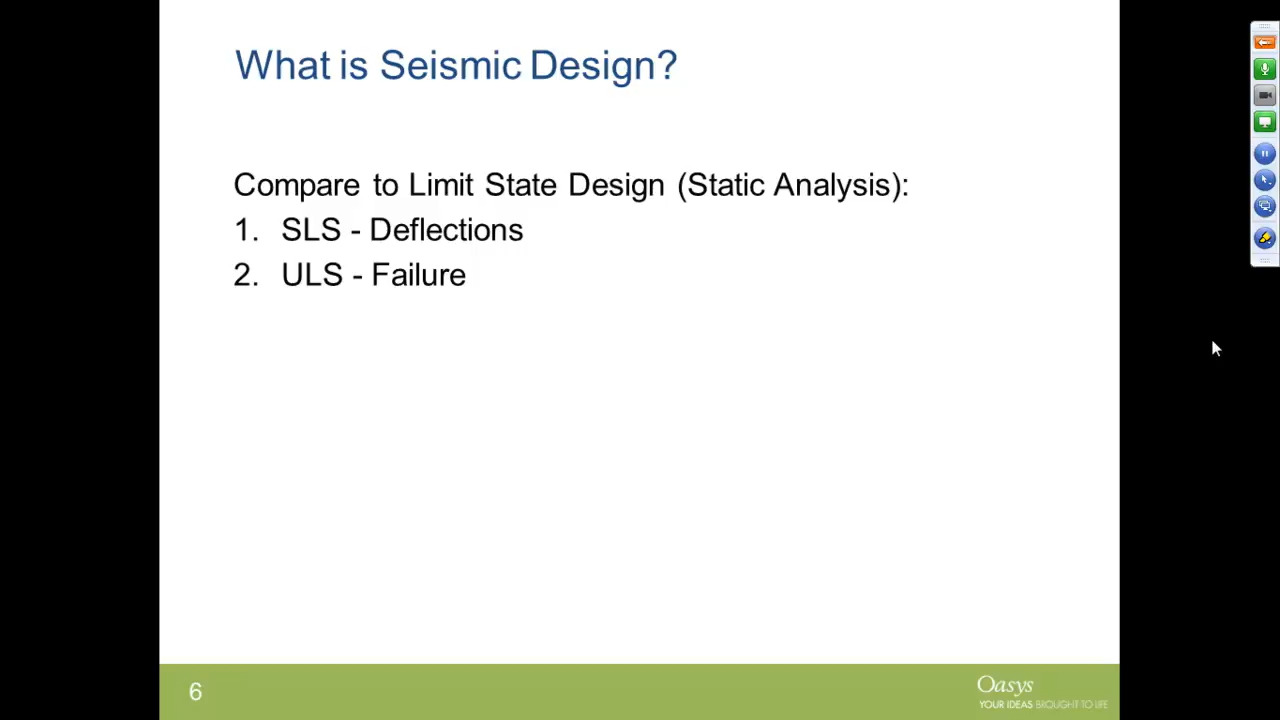 What is Seismic Design?
Compare to Limit State Design (Static Analysis):
1. SLS - Deflections
2. ULS - Failure
6
Oasys
YOUR IDEAS BROUGHT TO LIFE